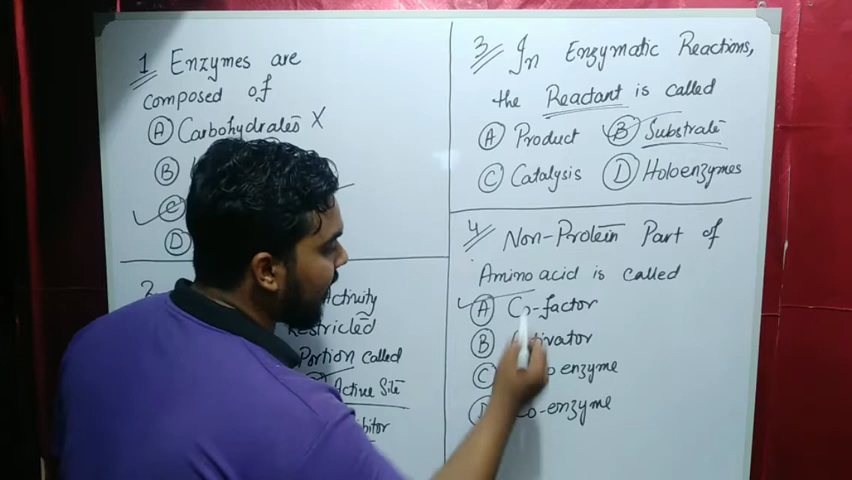 1 Enzymes are
composed of
A Carbohydrates X
B
C
D
2 Activity
Restricted
Portion called
Active Site
3 In Enzymatic Reactions,
the Reactant is called
A Product B Substrate
C Catalysis D Holoenzymes
4 Non-Protein Part of
Amino acid is called
A Co-factor
B
C enzyme
D Co-enzyme